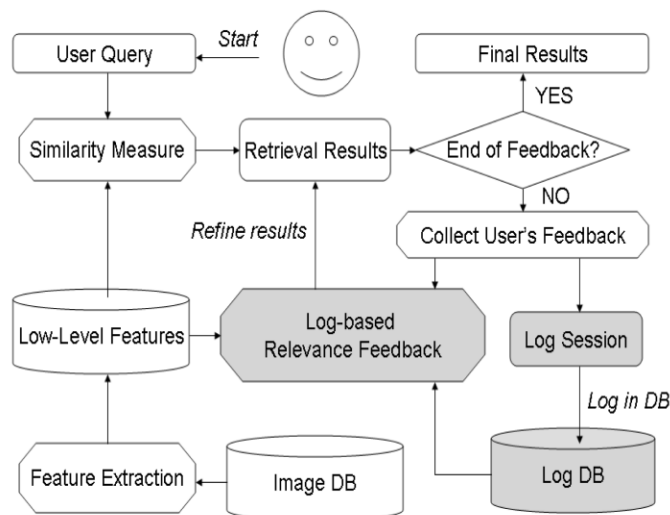 Start
User Query
Final Results
YES
Similarity Measure
Retrieval Results
End of Feedback?
NO
Refine results
Collect User's Feedback
Low-Level Features
Log-based
Relevance Feedback
Log Session
Log in DB
Feature Extraction
Image DB
Log DB